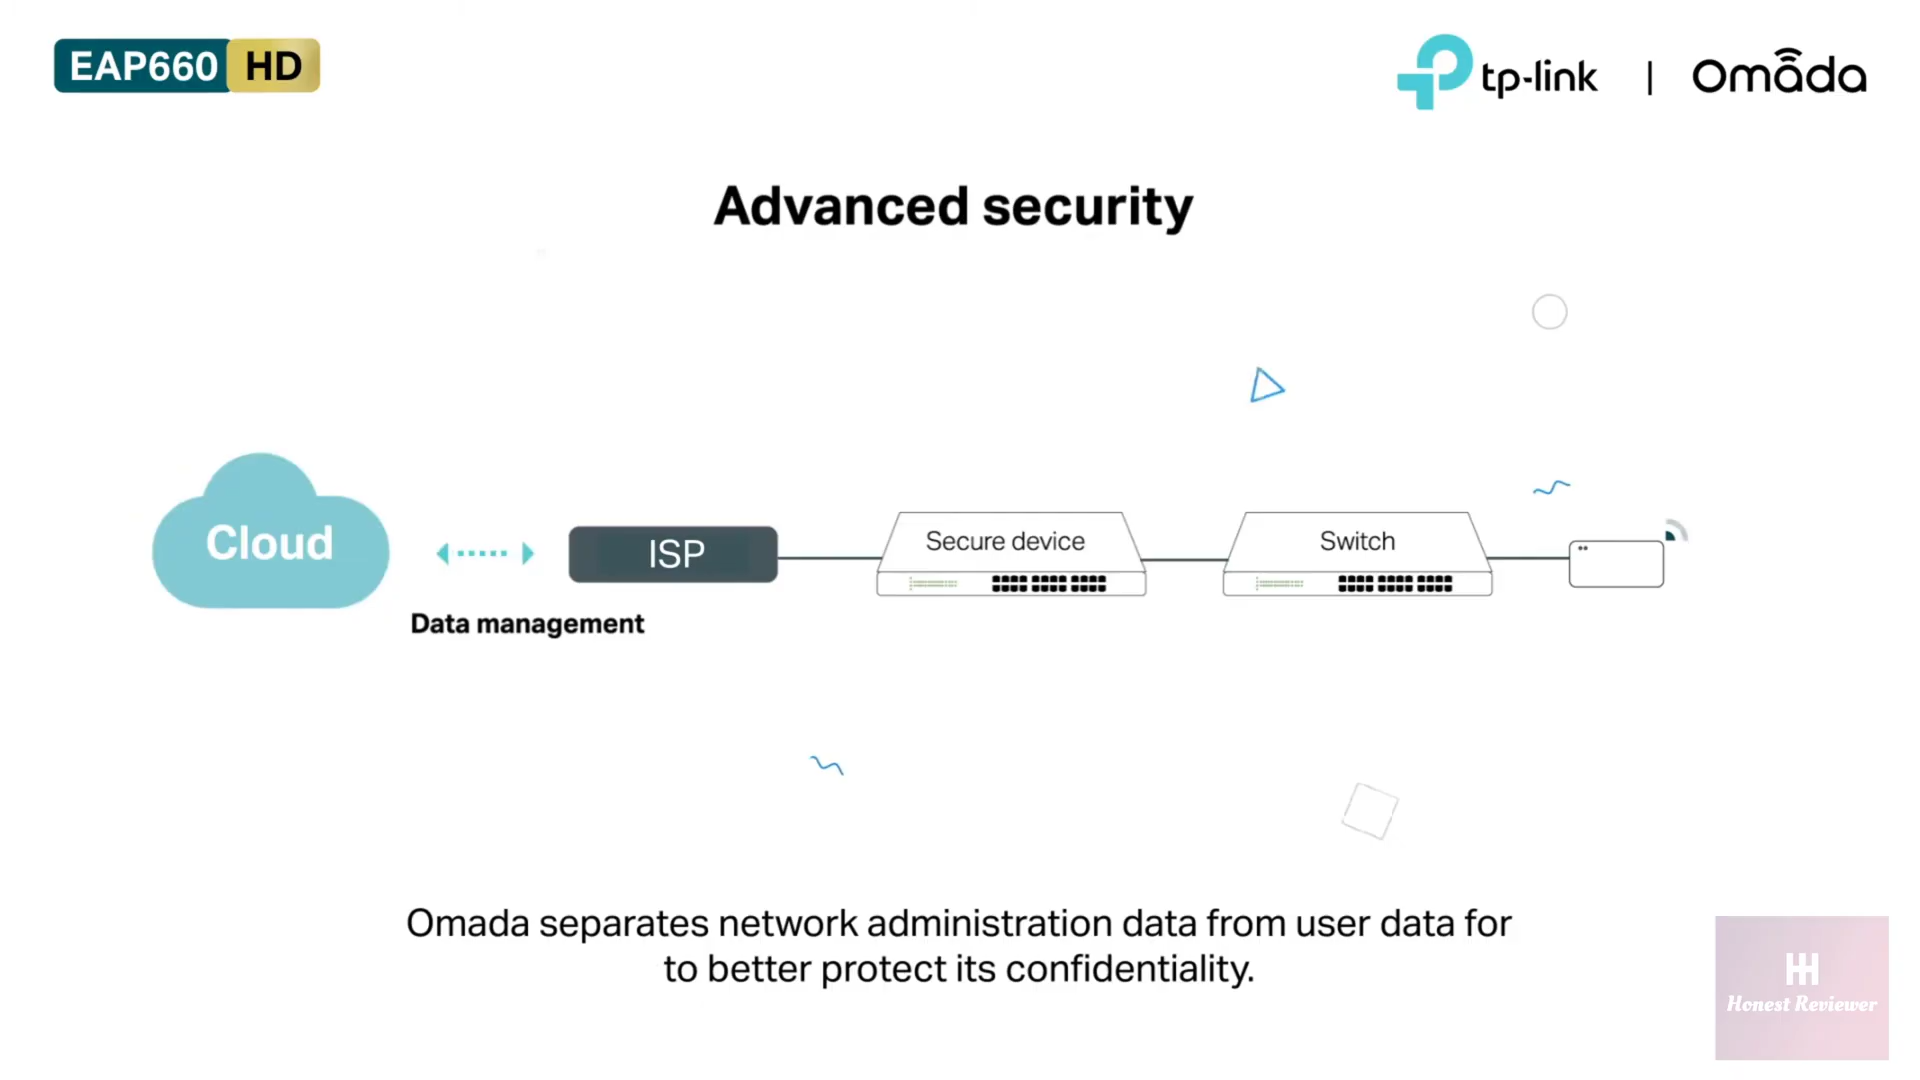 EAP660 HD
tp-link | omada
Advanced security
Cloud
ISP
Secure device
Switch
Data management
Omada separates network administration data from user data for
to better protect its confidentiality.
HH
Honest Reviewer